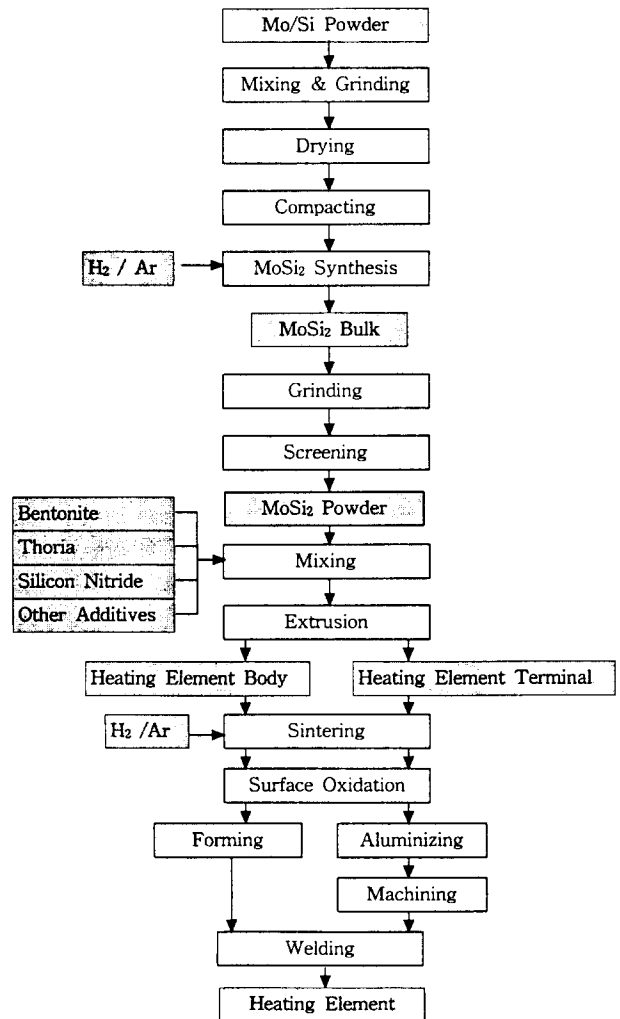 Mo/Si Powder
Mixing & Grinding
Drying
Compacting
H₂ / Ar
MoSi₂ Synthesis
MoSi₂ Bulk
Grinding
Screening
MoSi₂ Powder
Bentonite
Thoria
Silicon Nitride
Other Additives
Mixing
Extrusion
Heating Element Body
Heating Element Terminal
H₂ /Ar
Sintering
Surface Oxidation
Forming
Aluminizing
Machining
Welding
Heating Element